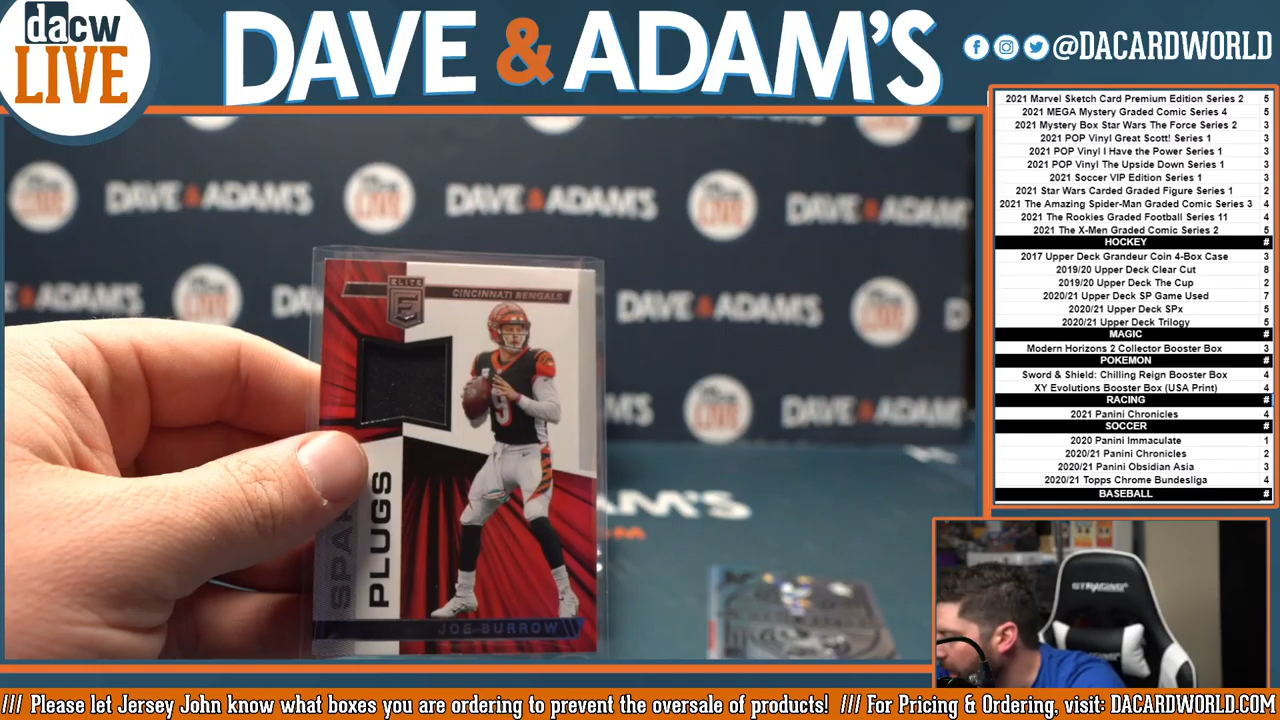 dacw
LIVE
DAVE & ADAM'S
@DACARDWORLD
2021 Marvel Sketch Card Premium Edition Series 2 5
2021 MEGA Mystery Graded Comic Series 4 5
2021 Mystery Box Star Wars The Force Series 2 3
2021 POP Vinyl Great Scott! Series 1 3
2021 POP Vinyl I Have the Power Series 1 3
2021 POP Vinyl The Upside Down Series 1 3
2021 Soccer VIP Edition Series 1 3
2021 Star Wars Carded Graded Figure Series 1 2
2021 The Amazing Spider-Man Graded Comic Series 3 4
2021 The Rookies Graded Football Series 11 4
2021 The X-Men Graded Comic Series 2 5
HOCKEY #
2017 Upper Deck Grandeur Coin 4-Box Case 3
2019/20 Upper Deck Clear Cut 8
2019/20 Upper Deck The Cup 2
2020/21 Upper Deck SP Game Used 7
2020/21 Upper Deck SPx 5
2020/21 Upper Deck Trilogy 5
MAGIC #
Modern Horizons 2 Collector Booster Box 3
POKEMON #
Sword & Shield: Chilling Reign Booster Box 4
XY Evolutions Booster Box (USA Print) 4
RACING #
2021 Panini Chronicles 4
SOCCER #
2020 Panini Immaculate 1
2020/21 Panini Chronicles 2
2020/21 Panini Obsidian Asia 3
2020/21 Topps Chrome Bundesliga 4
BASEBALL #
DAVE & ADAM'S
DAVE & ADAM'S
DAVE & ADAM'S
ELITE
E
CINCINNATI BENGALS
9
SPARK
PLUGS
JOE BURROW
GTRACING
/// Please let Jersey John know what boxes you are ordering to prevent the oversale of products! /// For Pricing & Ordering, visit: DACARDWORLD.COM